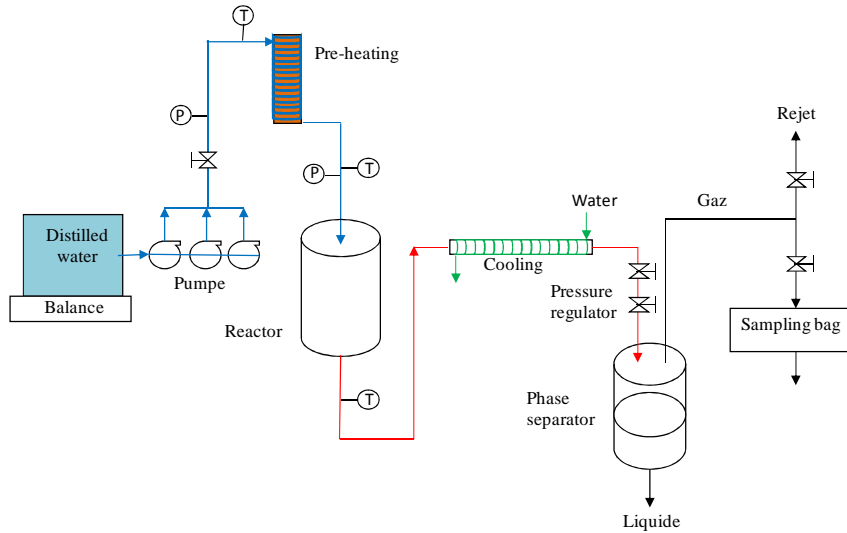 T
Pre-heating
P
Rejet
P
T
Water
Gaz
Distilled
water
Cooling
Pumpe
Pressure
regulator
Balance
Reactor
Sampling bag
T
Phase
separator
Liquide